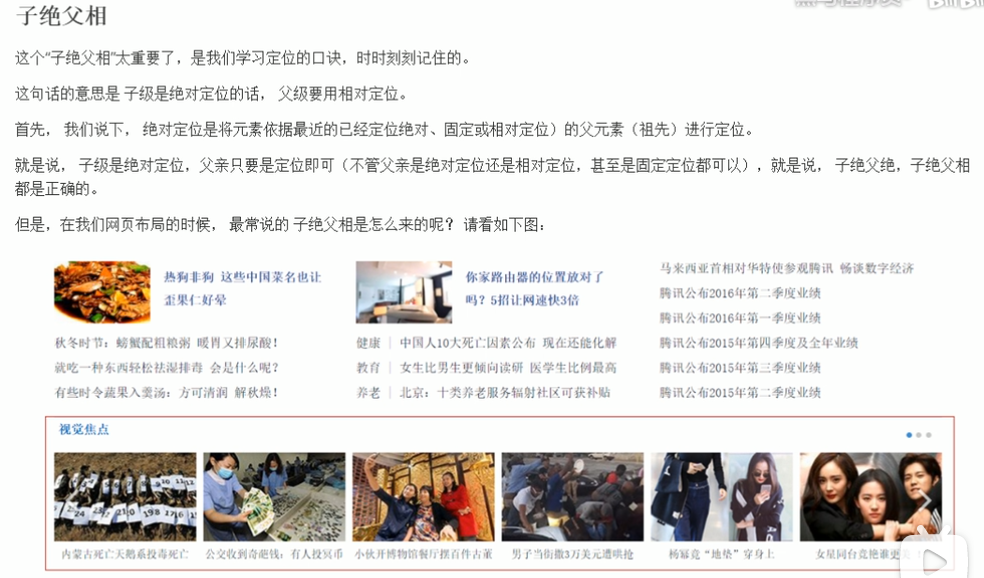 子绝父相
这个“子绝父相”太重要了，是我们学习定位的口诀，时时刻刻记住的。
这句话的意思是 子级是绝对定位的话， 父级要用相对定位。
首先， 我们说下， 绝对定位是将元素依据最近的已经定位绝对、固定或相对定位）的父元素（祖先）进行定位。
就是说， 子级是绝对定位，父亲只要是定位即可（不管父亲是绝对定位还是相对定位，甚至是固定定位都可以），就是说， 子绝父绝，子绝父相
都是正确的。
但是，在我们网页布局的时候， 最常说的 子绝父相是怎么来的呢？ 请看如下图：
热狗非狗 这些中国菜名也让
歪果仁好晕
秋冬时节：螃蟹配粗粮粥 暖胃又排尿酸！
就吃一种东西轻松祛湿排毒 会是什么呢？
有些时令蔬果入羹汤：方可清润 解秋燥！
你家路由器的位置放对了
吗？5招让网速快3倍
健康 | 中国人10大死亡因素公布 现在还能化解
教育 | 女生比男生更倾向读研 医学生比例最高
养老 | 北京：十类养老服务辐射社区可获补贴
马来西亚首相对华特使参观腾讯 畅谈数字经济
腾讯公布2016年第二季度业绩
腾讯公布2016年第一季度业绩
腾讯公布2015年第四季度及全年业绩
腾讯公布2015年第三季度业绩
腾讯公布2015年第二季度业绩
视觉焦点
内蒙古死亡天鹅系投毒死亡
公交收到奇葩钱：有人投冥币
小伙开博物馆餐厅摆百件古董
男子当街撒3万美元遭哄抢
杨幂竟“地垫”穿身上
女星同台竞艳谁更